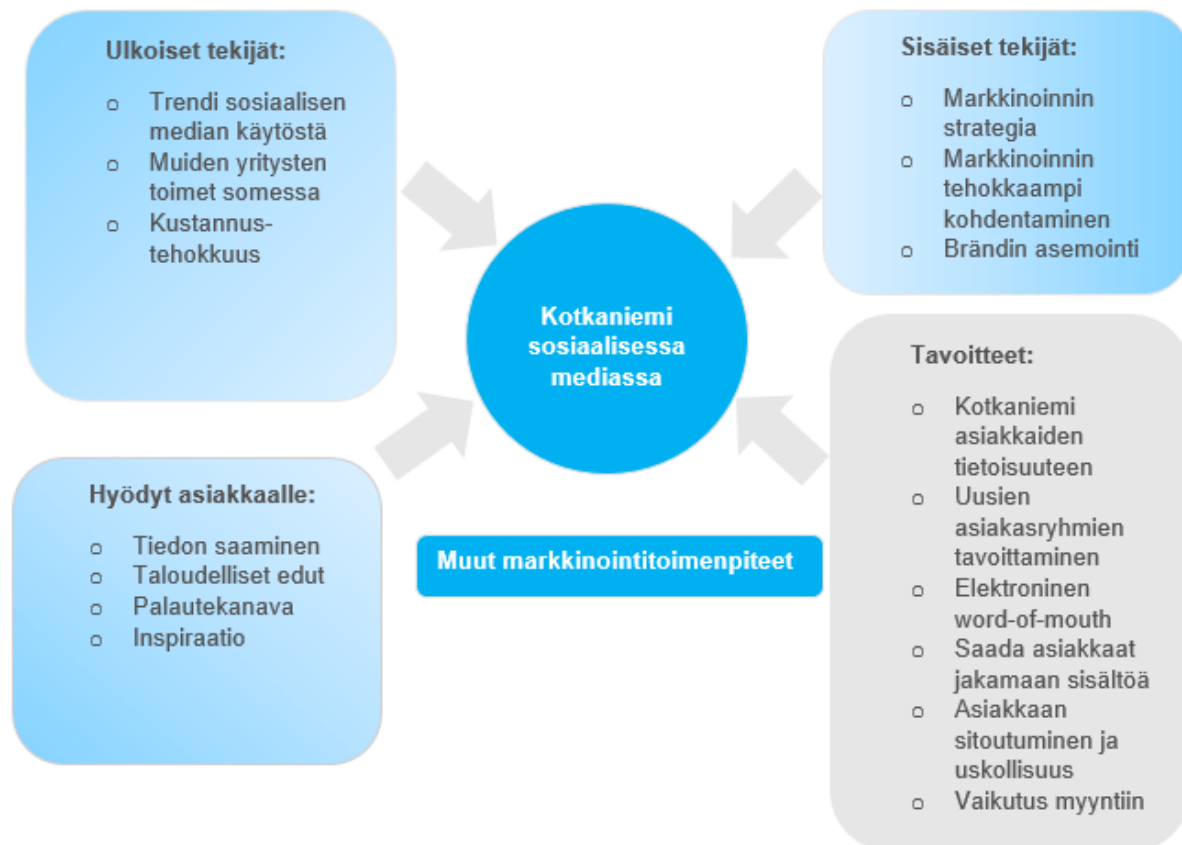 Ulkoiset tekijät:
o Trendi sosiaalisen
median käytöstä
o Muiden yritysten
toimet somessa
o Kustannus-
tehokkuus
Sisäiset tekijät:
o Markkinoinnin
strategia
o Markkinoinnin
tehokkaampi
kohdentaminen
o Brändin asemointi
Kotkaniemi
sosiaalisessa
mediassa
Hyödyt asiakkaalle:
o Tiedon saaminen
o Taloudelliset edut
o Palautekanava
o Inspiraatio
Muut markkinointitoimenpiteet
Tavoitteet:
o Kotkaniemi
asiakkaiden
tietoisuuteen
o Uusien
asiakasryhmien
tavoittaminen
o Elektroninen
word-of-mouth
o Saada asiakkaat
jakamaan sisältöä
o Asiakkaan
sitoutuminen ja
uskollisuus
o Vaikutus myyntiin